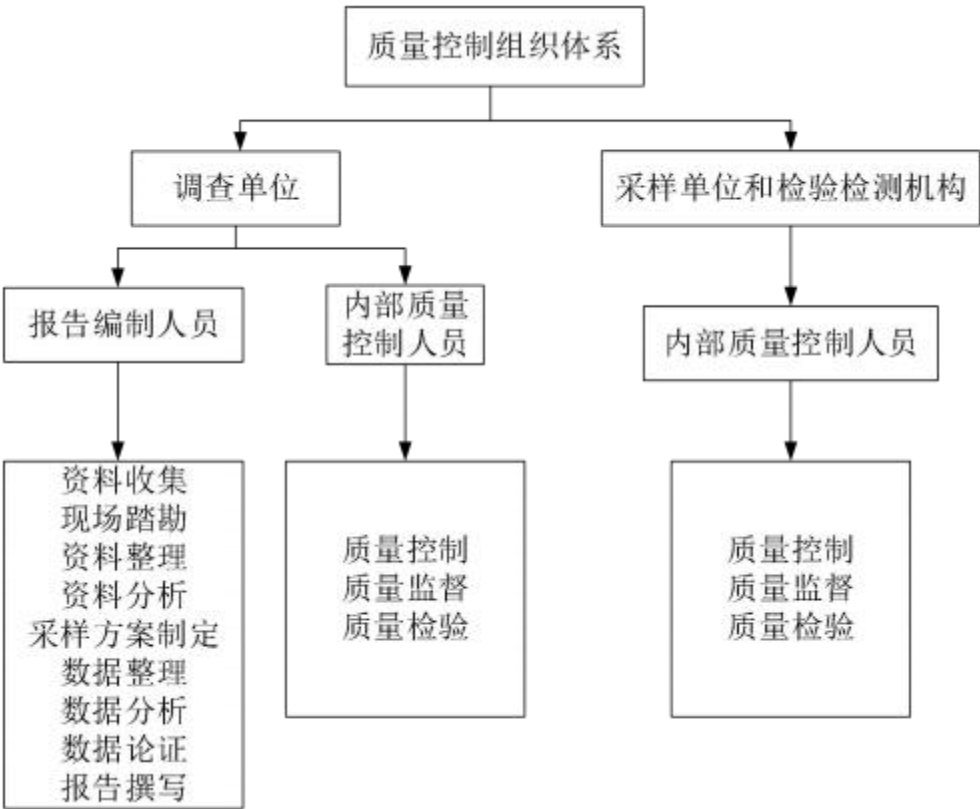 质量控制组织体系
调查单位
采样单位和检验检测机构
报告编制人员
内部质量
控制人员
内部质量控制人员
资料收集
现场踏勘
资料整理
资料分析
采样方案制定
数据整理
数据分析
数据论证
报告撰写
质量控制
质量监督
质量检验
质量控制
质量监督
质量检验